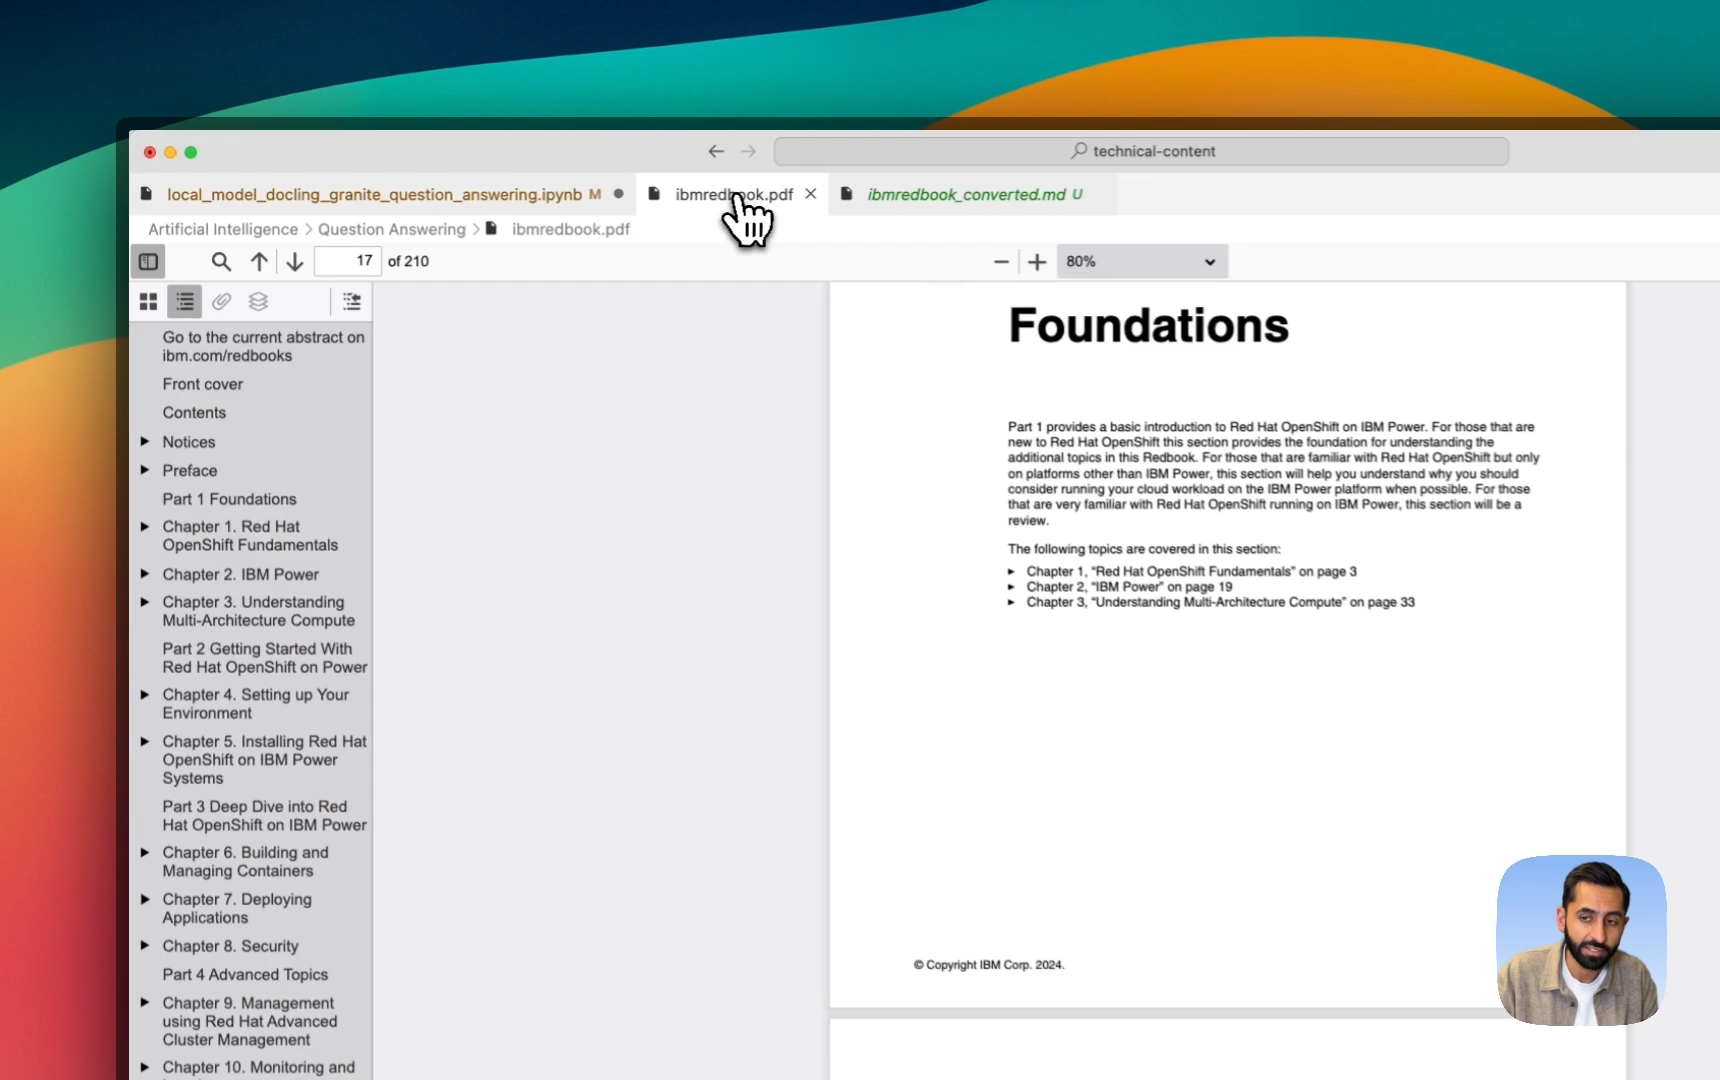 technical-content
local_model_docling_granite_question_answering.ipynb M
ibmredbook.pdf
ibmredbook_converted.md U
Artificial Intelligence > Question Answering > ibmredbook.pdf
17 of 210
80%
Go to the current abstract on
ibm.com/redbooks
Front cover
Contents
Notices
Preface
Part 1 Foundations
Chapter 1. Red Hat
OpenShift Fundamentals
Chapter 2. IBM Power
Chapter 3. Understanding
Multi-Architecture Compute
Part 2 Getting Started With
Red Hat OpenShift on Power
Chapter 4. Setting up Your
Environment
Chapter 5. Installing Red Hat
OpenShift on IBM Power
Systems
Part 3 Deep Dive into Red
Hat OpenShift on IBM Power
Chapter 6. Building and
Managing Containers
Chapter 7. Deploying
Applications
Chapter 8. Security
Part 4 Advanced Topics
Chapter 9. Management
using Red Hat Advanced
Cluster Management
Chapter 10. Monitoring and
Foundations
Part 1 provides a basic introduction to Red Hat OpenShift on IBM Power. For those that are
new to Red Hat OpenShift this section provides the foundation for understanding the
additional topics in this Redbook. For those that are familiar with Red Hat OpenShift but only
on platforms other than IBM Power, this section will help you understand why you should
consider running your cloud workload on the IBM Power platform when possible. For those
that are very familiar with Red Hat OpenShift running on IBM Power, this section will be a
review.
The following topics are covered in this section:
Chapter 1, “Red Hat OpenShift Fundamentals” on page 3
Chapter 2, “IBM Power” on page 19
Chapter 3, “Understanding Multi-Architecture Compute” on page 33
© Copyright IBM Corp. 2024.